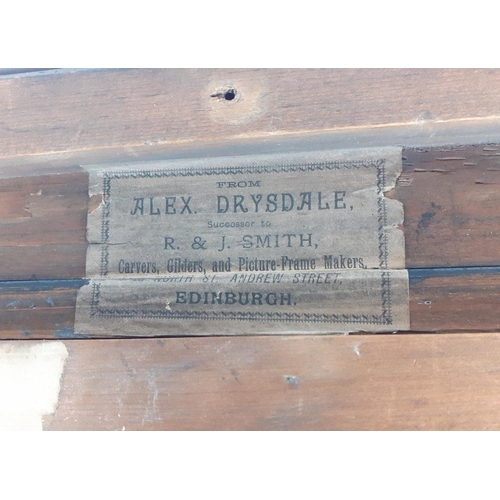 FROM
ALEX. DRYSDALE,
Successor to
R. & J. SMITH,
Carvers, Gilders, and Picture-Frame Makers,
NORTH ST. ANDREW STREET,
EDINBURGH.